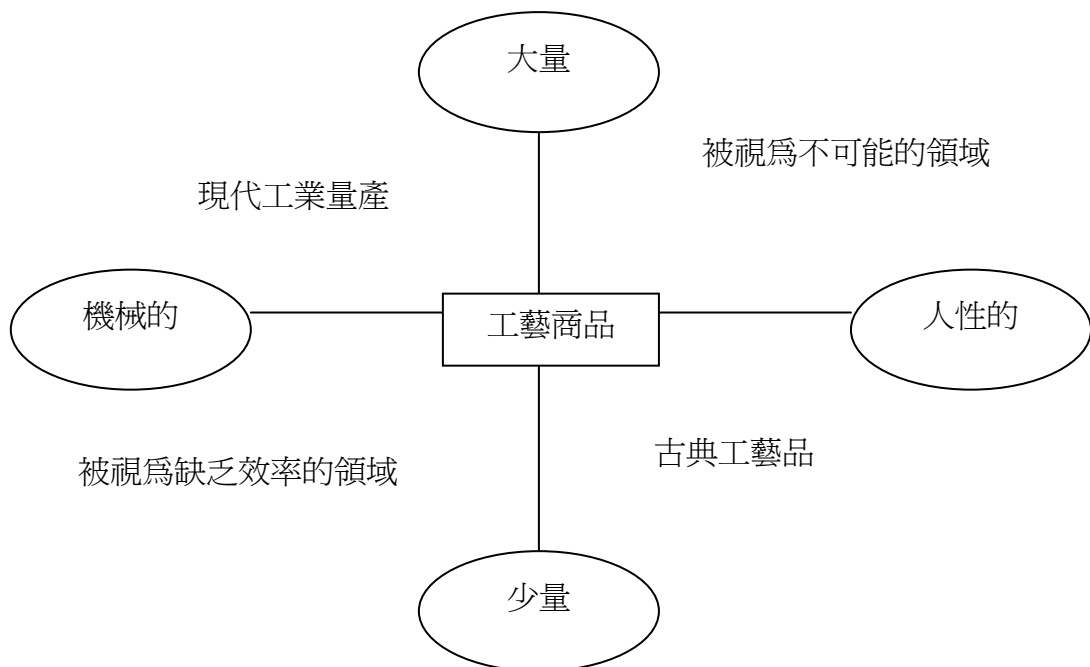 大量
被視爲不可能的領域
現代工業量產
機械的
工藝商品
人性的
古典工藝品
被視爲缺乏效率的領域
少量